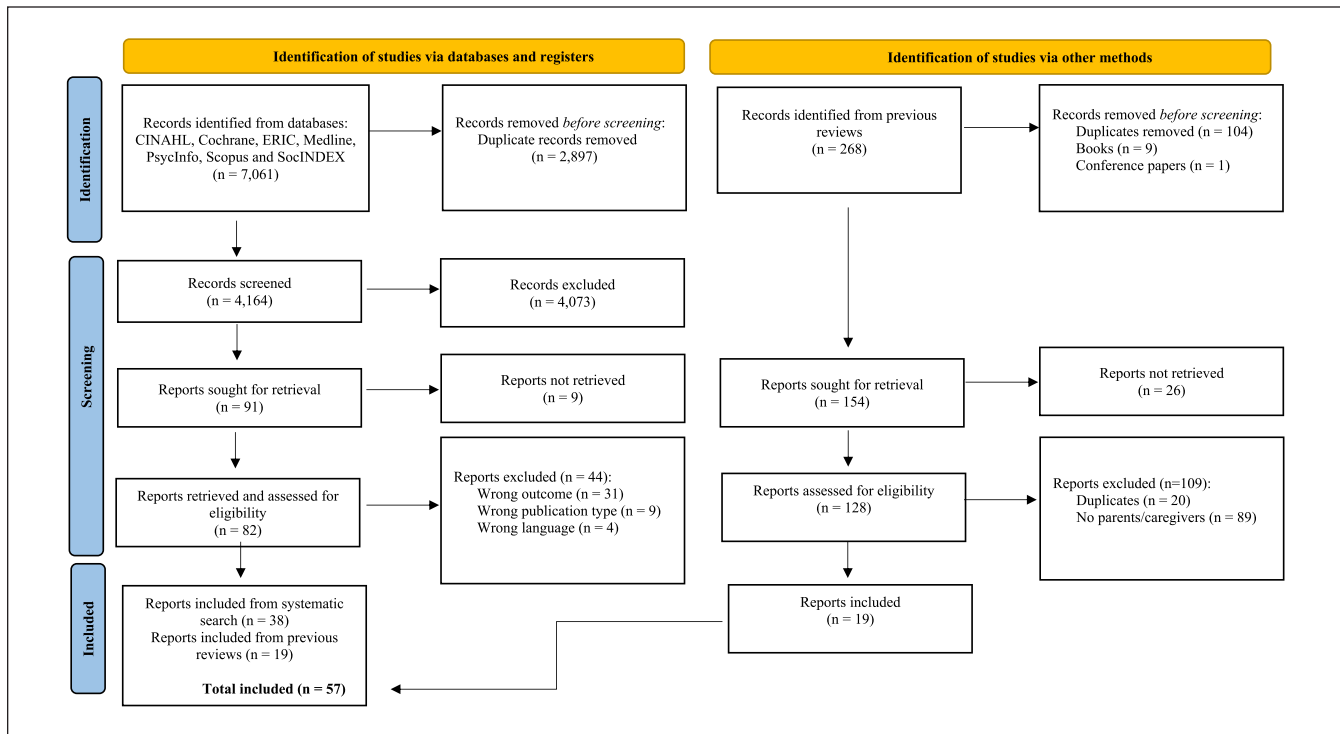 Identification of studies via databases and registers
Identification of studies via other methods
Identification
Records identified from databases:
CINAHL, Cochrane, ERIC, Medline,
PsycInfo, Scopus and SocINDEX
(n = 7,061)
Records removed before screening:
Duplicate records removed
(n = 2,897)
Records identified from previous
reviews
(n = 268)
Records removed before screening:
Duplicates removed (n = 104)
Books (n = 9)
Conference papers (n = 1)
Screening
Records screened
(n = 4,164)
Records excluded
(n = 4,073)
Reports sought for retrieval
(n = 91)
Reports not retrieved
(n = 9)
Reports sought for retrieval
(n = 154)
Reports not retrieved
(n = 26)
Reports retrieved and assessed for
eligibility
(n = 82)
Reports excluded (n = 44):
Wrong outcome (n = 31)
Wrong publication type (n = 9)
Wrong language (n = 4)
Reports assessed for eligibility
(n = 128)
Reports excluded (n=109):
Duplicates (n = 20)
No parents/caregivers (n = 89)
Included
Reports included from systematic
search (n = 38)
Reports included from previous
reviews (n = 19)
Total included (n = 57)
Reports included
(n = 19)